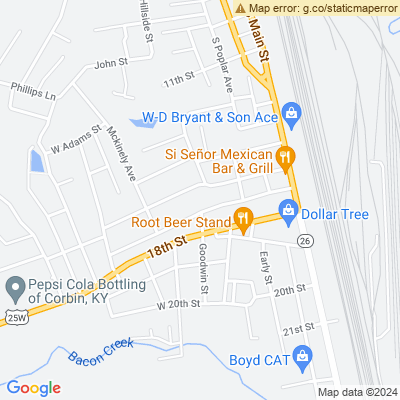 Map error: g.co/staticmaperror
Hillside St
Main St
S Poplar Ave
John St
11th St
Phillips Ln
W-D Bryant & Son Ace
W Adams St
Mckinely Ave
Si Señor Mexican
Bar & Grill
Root Beer Stand
Dollar Tree
18th St
26
Goodwin St
Early St
Pepsi Cola Bottling
of Corbin, KY
25W
20th St
W 20th St
21st St
Bacon Creek
Boyd CAT
Google
Map data ©2024